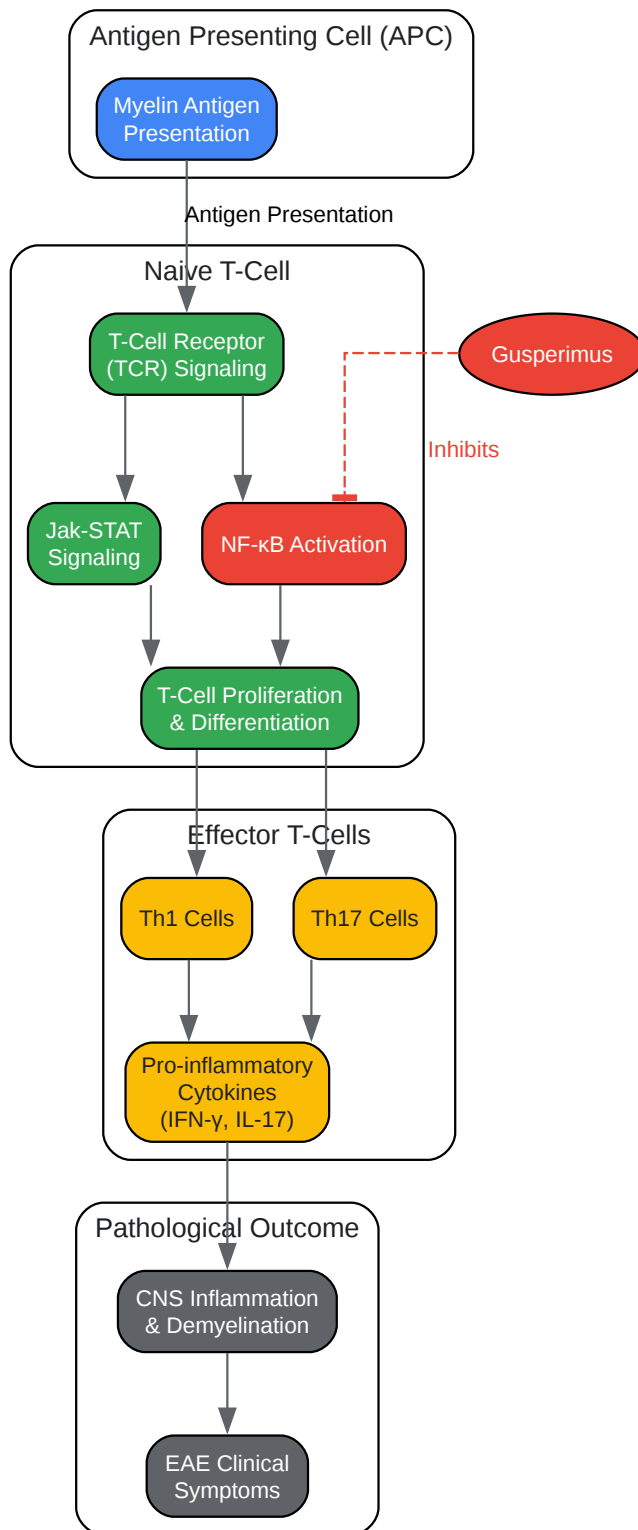 Antigen Presenting Cell (APC)
Myelin Antigen
Presentation
Antigen Presentation
Naive T-Cell
T-Cell Receptor
(TCR) Signaling
Gusperimus
Inhibits
Jak-STAT
Signaling
NF-κB Activation
T-Cell Proliferation
& Differentiation
Effector T-Cells
Th1 Cells
Th17 Cells
Pro-inflammatory
Cytokines
(IFN-γ, IL-17)
Pathological Outcome
CNS Inflammation
& Demyelination
EAE Clinical
Symptoms